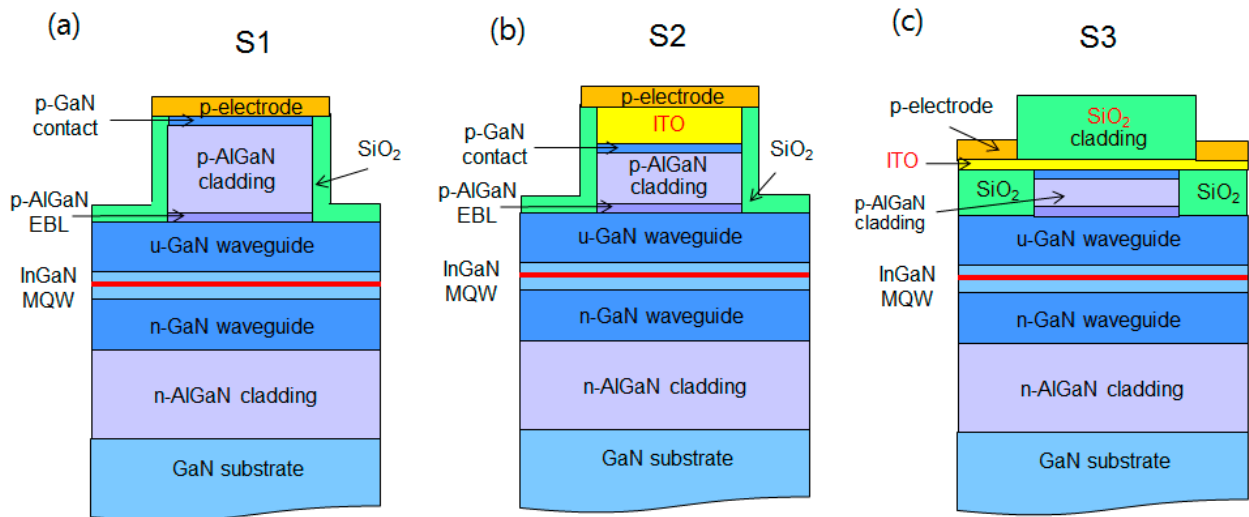 (a)
S1
p-electrode
p-GaN
contact
p-AlGaN
cladding
SiO2
p-AlGaN
EBL
u-GaN waveguide
InGaN
MQW
n-GaN waveguide
n-AlGaN cladding
GaN substrate
(b)
S2
p-electrode
ITO
p-GaN
contact
p-AlGaN
cladding
SiO2
p-AlGaN
EBL
u-GaN waveguide
InGaN
MQW
n-GaN waveguide
n-AlGaN cladding
GaN substrate
(c)
S3
p-electrode
SiO2
cladding
ITO
SiO2
SiO2
p-AlGaN
cladding
u-GaN waveguide
InGaN
MQW
n-GaN waveguide
n-AlGaN cladding
GaN substrate